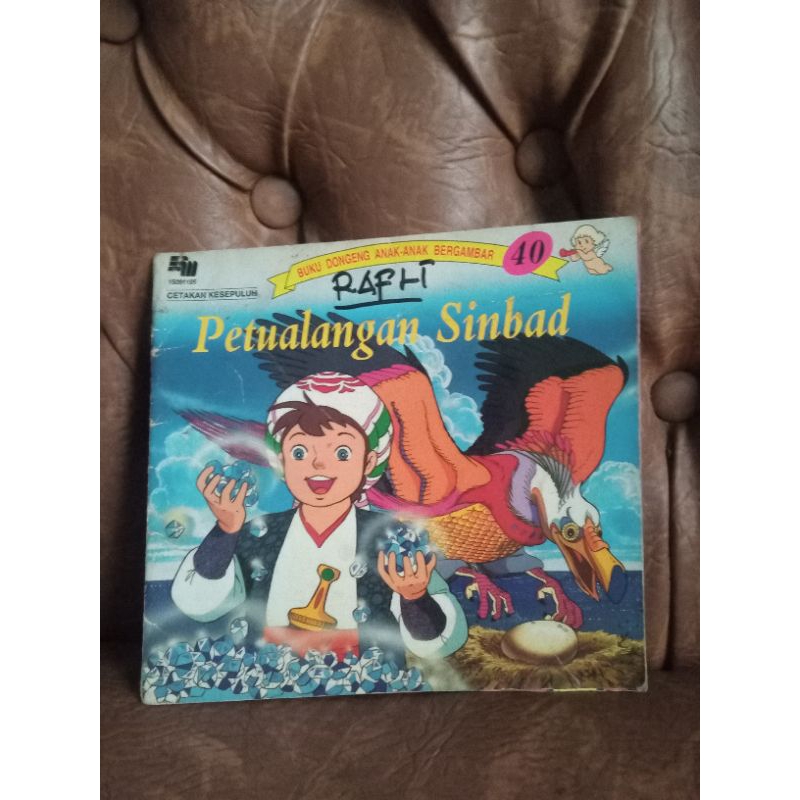 BUKU DONGENG ANAK-ANAK BERGAMBAR
40
CETAKAN KESEPULUH
RAFHI
Petualangan Sinbad